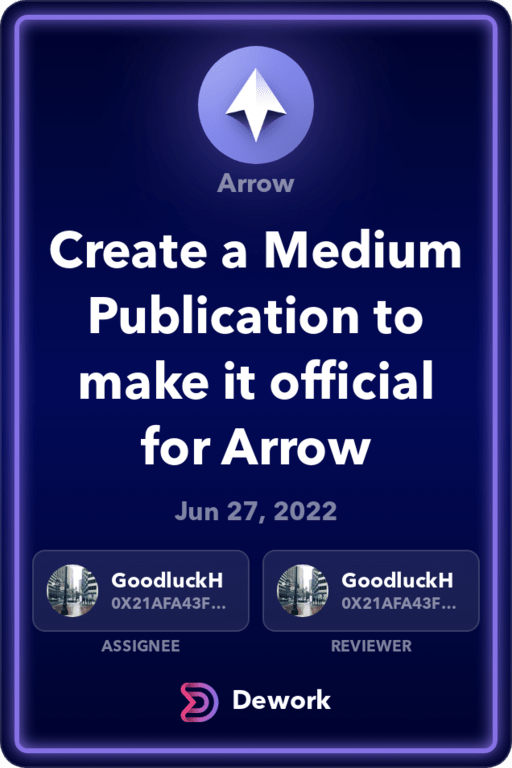 Arrow
Create a Medium
Publication to
make it official
for Arrow
Jun 27, 2022
GoodluckH
0X21AFA43F...
ASSIGNEE
GoodluckH
0X21AFA43F...
REVIEWER
Dework